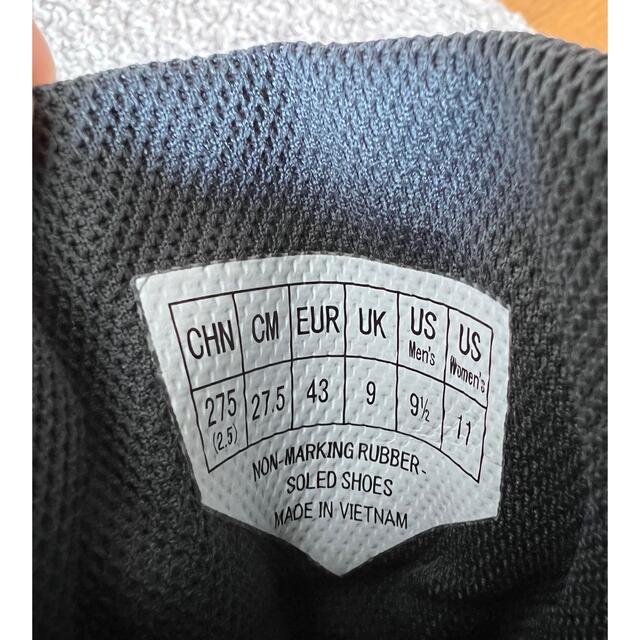 CHN CM EUR UK US Men's US Women's
275 (2.5) 27.5 43 9 9½ 11
NON-MARKING RUBBER-
SOLED SHOES
MADE IN VIETNAM